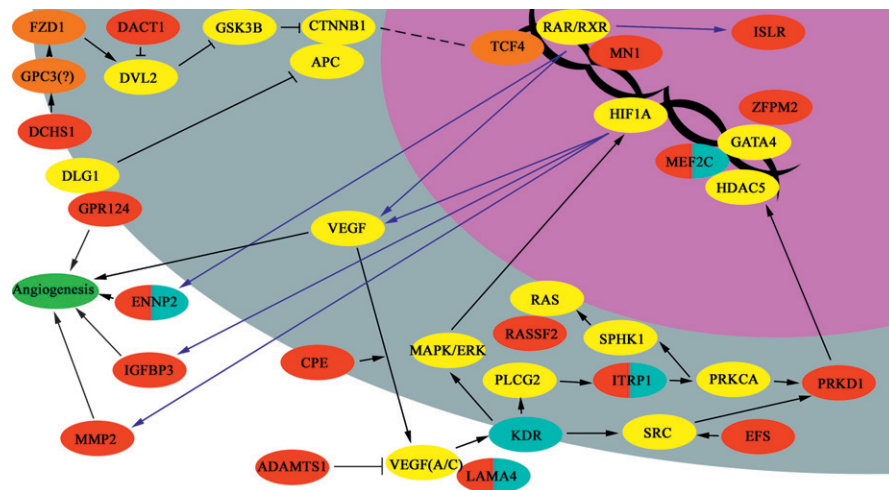 FZD1
DACT1
GSK3B
CTNNB1
RAR/RXR
ISLR
TCF4
MN1
APC
GPC3(?)
DVL2
HIF1A
ZFPM2
DCHS1
GATA4
MEF2C
DLG1
HDAC5
GPR124
VEGF
Angiogenesis
ENNP2
RAS
RASSF2
SPHK1
MAPK/ERK
CPE
IGFBP3
PLCG2
ITRP1
PRKCA
PRKD1
MMP2
KDR
SRC
EFS
ADAMTS1
VEGF(A/C)
LAMA4